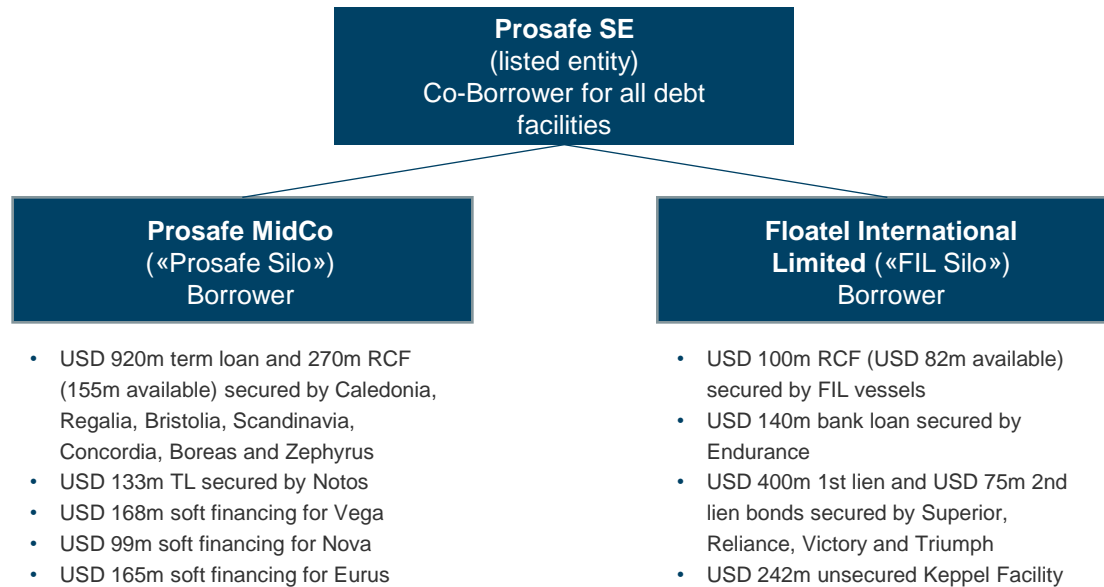 Prosafe SE
(listed entity)
Co-Borrower for all debt
facilities
Prosafe MidCo
(«Prosafe Silo»)
Borrower
• USD 920m term loan and 270m RCF
(155m available) secured by Caledonia,
Regalia, Bristolia, Scandinavia,
Concordia, Boreas and Zephyrus
• USD 133m TL secured by Notos
• USD 168m soft financing for Vega
• USD 99m soft financing for Nova
• USD 165m soft financing for Eurus
Floatel International
Limited («FIL Silo»)
Borrower
• USD 100m RCF (USD 82m available)
secured by FIL vessels
• USD 140m bank loan secured by
Endurance
• USD 400m 1st lien and USD 75m 2nd
lien bonds secured by Superior,
Reliance, Victory and Triumph
• USD 242m unsecured Keppel Facility